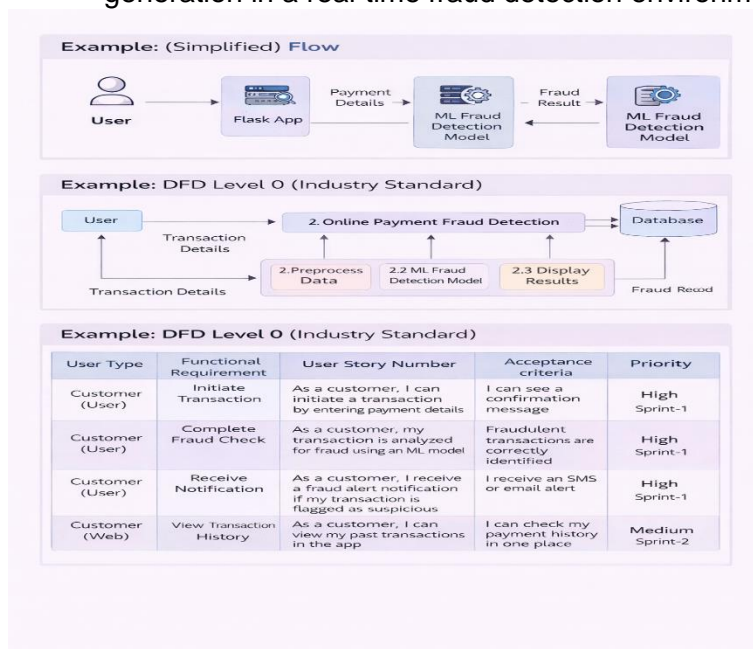 generation in a real-time fraud detection environm
Example: (Simplified) Flow
User
Flask App
Payment
Details
ML Fraud
Detection
Model
Fraud
Result
ML Fraud
Detection
Model
Example: DFD Level O (Industry Standard)
User
Transaction
Details
2. Online Payment Fraud Detection
Database
2.Preprocess
Data
2.2 ML Fraud
Detection Model
2.3 Display
Results
Transaction Details
Fraud Recod
Example: DFD Level O (Industry Standard)
User Type
Functional
Requirement
User Story Number
Acceptance
criteria
Priority
Customer
(User)
Initiate
Transaction
As a customer, I can
initiate a transaction
by entering payment details
I can see a
confirmation
message
High
Sprint-1
Customer
(User)
Complete
Fraud Check
As a customer, my
transaction is analyzed
for fraud using an ML model
Fraudulent
transactions are
correctly
identified
High
Sprint-1
Customer
(User)
Receive
Notification
As a customer, I receive
a fraud alert notification
if my transaction is
flagged as suspicious
I receive an SMS
or email alert
High
Sprint-1
Customer
(Web)
View Transaction
History
As a customer, I can
view my past transactions
in the app
I can check my
payment history
in one place
Medium
Sprint-2